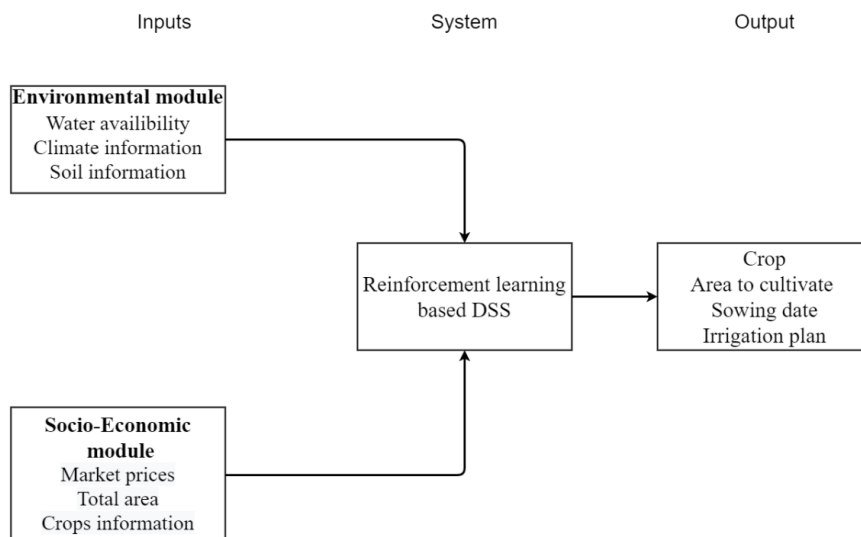 Inputs
System
Output
Environmental module
Water availibility
Climate information
Soil information
Reinforcement learning
based DSS
Crop
Area to cultivate
Sowing date
Irrigation plan
Socio-Economic
module
Market prices
Total area
Crops information